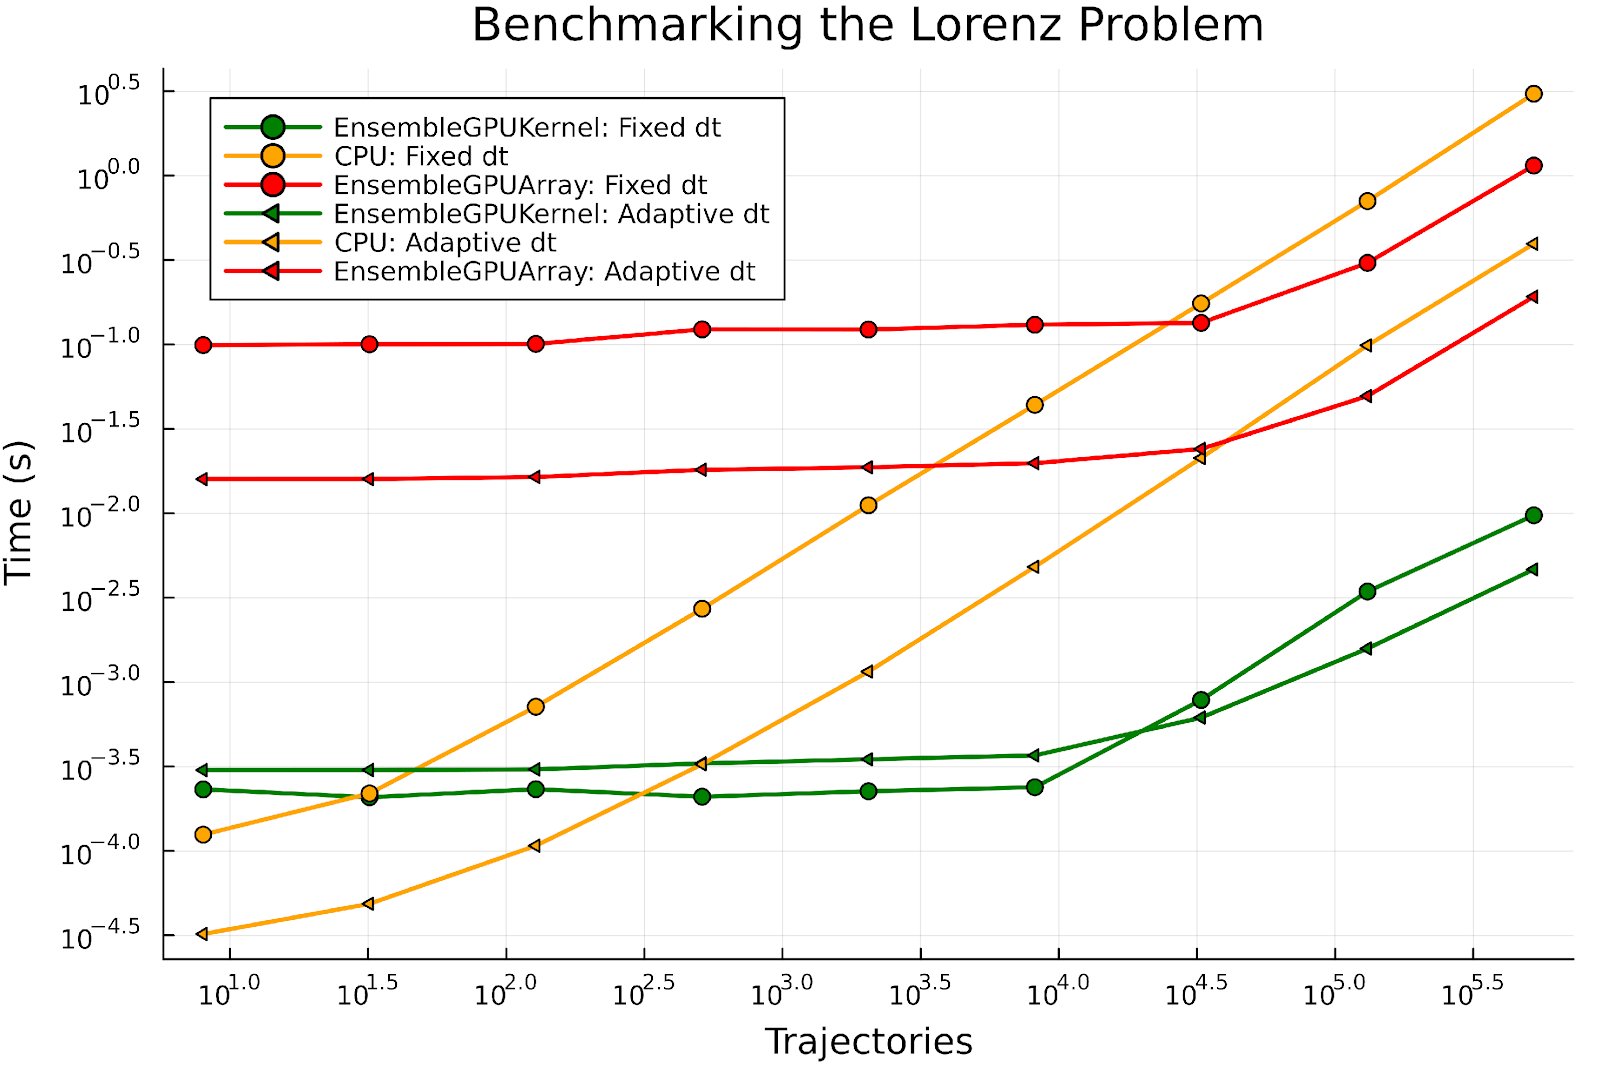 Benchmarking the Lorenz Problem
EnsembleGPUKernel: Fixed dt
CPU: Fixed dt
EnsembleGPUArray: Fixed dt
EnsembleGPUKernel: Adaptive dt
CPU: Adaptive dt
EnsembleGPUArray: Adaptive dt
Time (s)
10^0.5
10^0.0
10^−0.5
10^−1.0
10^−1.5
10^−2.0
10^−2.5
10^−3.0
10^−3.5
10^−4.0
10^−4.5
10^1.0 10^1.5 10^2.0 10^2.5 10^3.0 10^3.5 10^4.0 10^4.5 10^5.0 10^5.5
Trajectories